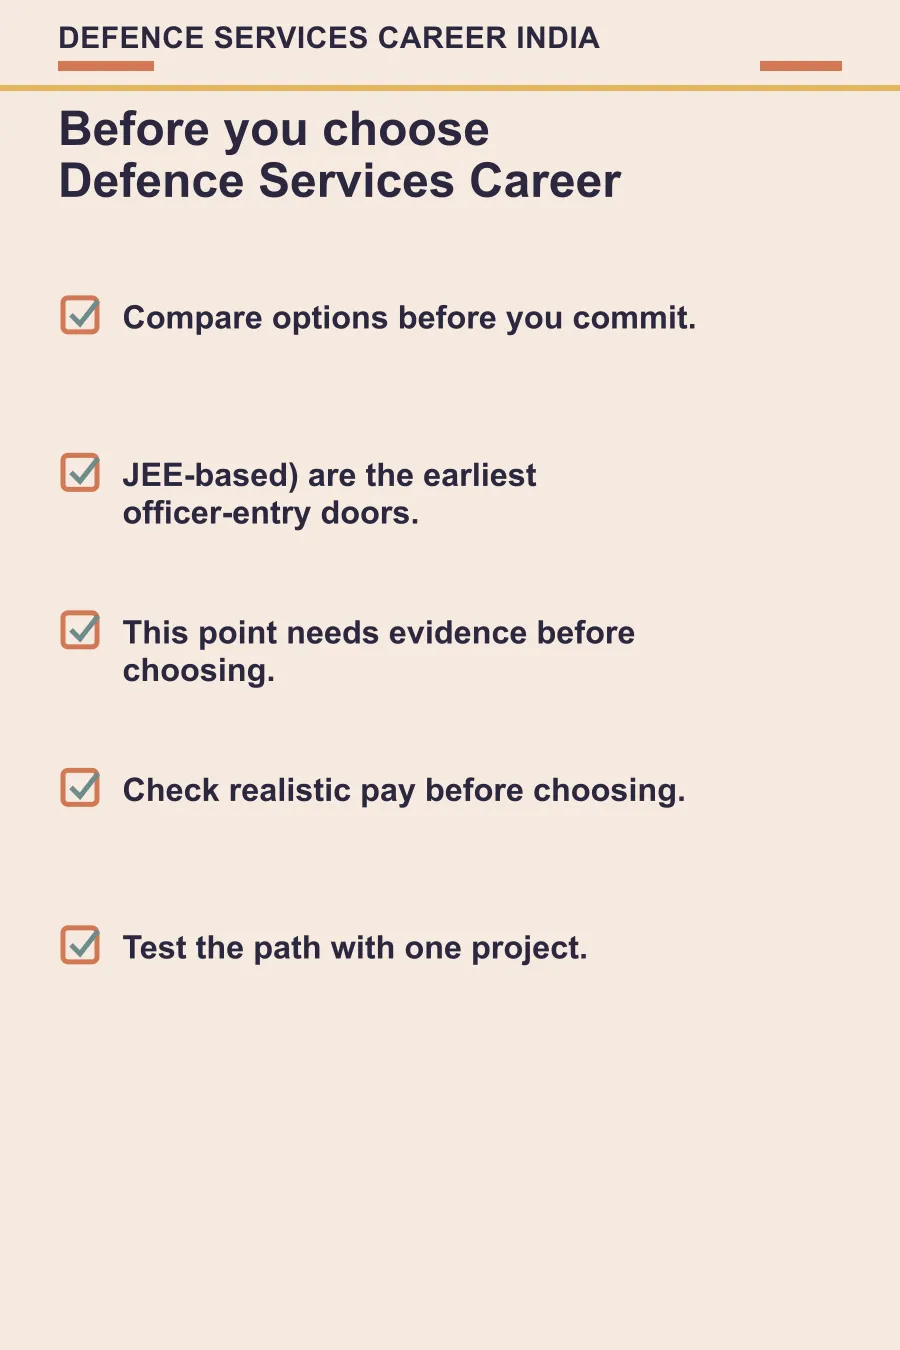 DEFENCE SERVICES CAREER INDIA
Before you choose
Defence Services Career
Compare options before you commit.
JEE-based) are the earliest
officer-entry doors.
This point needs evidence before
choosing.
Check realistic pay before choosing.
Test the path with one project.